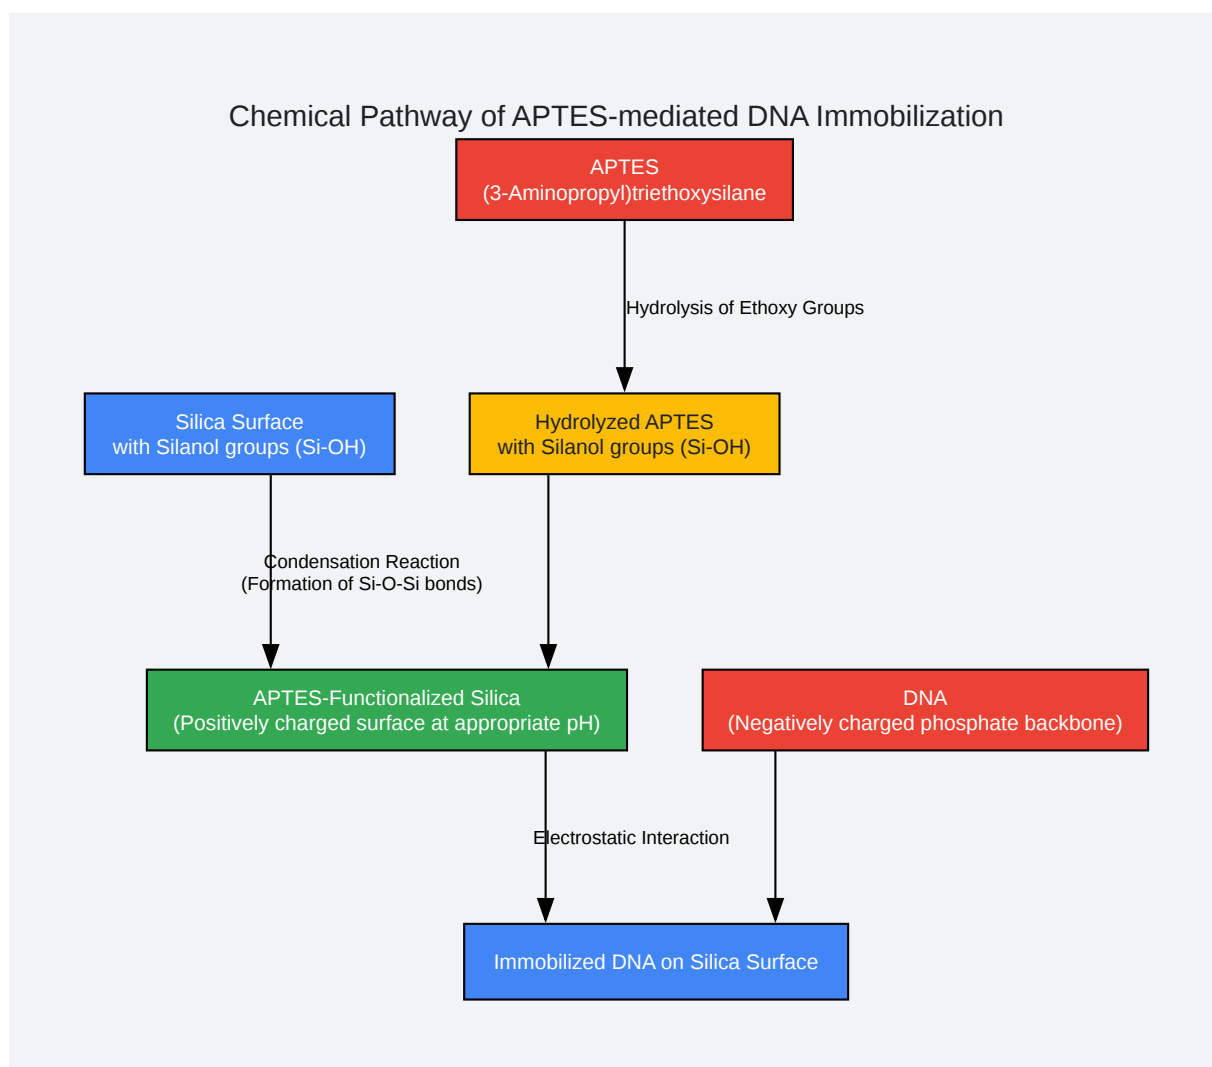 Chemical Pathway of APTES-mediated DNA Immobilization
APTES
(3-Aminopropyl)triethoxysilane
Hydrolysis of Ethoxy Groups
Silica Surface
with Silanol groups (Si-OH)
Hydrolyzed APTES
with Silanol groups (Si-OH)
Condensation Reaction
(Formation of Si-O-Si bonds)
APTES-Functionalized Silica
(Positively charged surface at appropriate pH)
DNA
(Negatively charged phosphate backbone)
Electrostatic Interaction
Immobilized DNA on Silica Surface